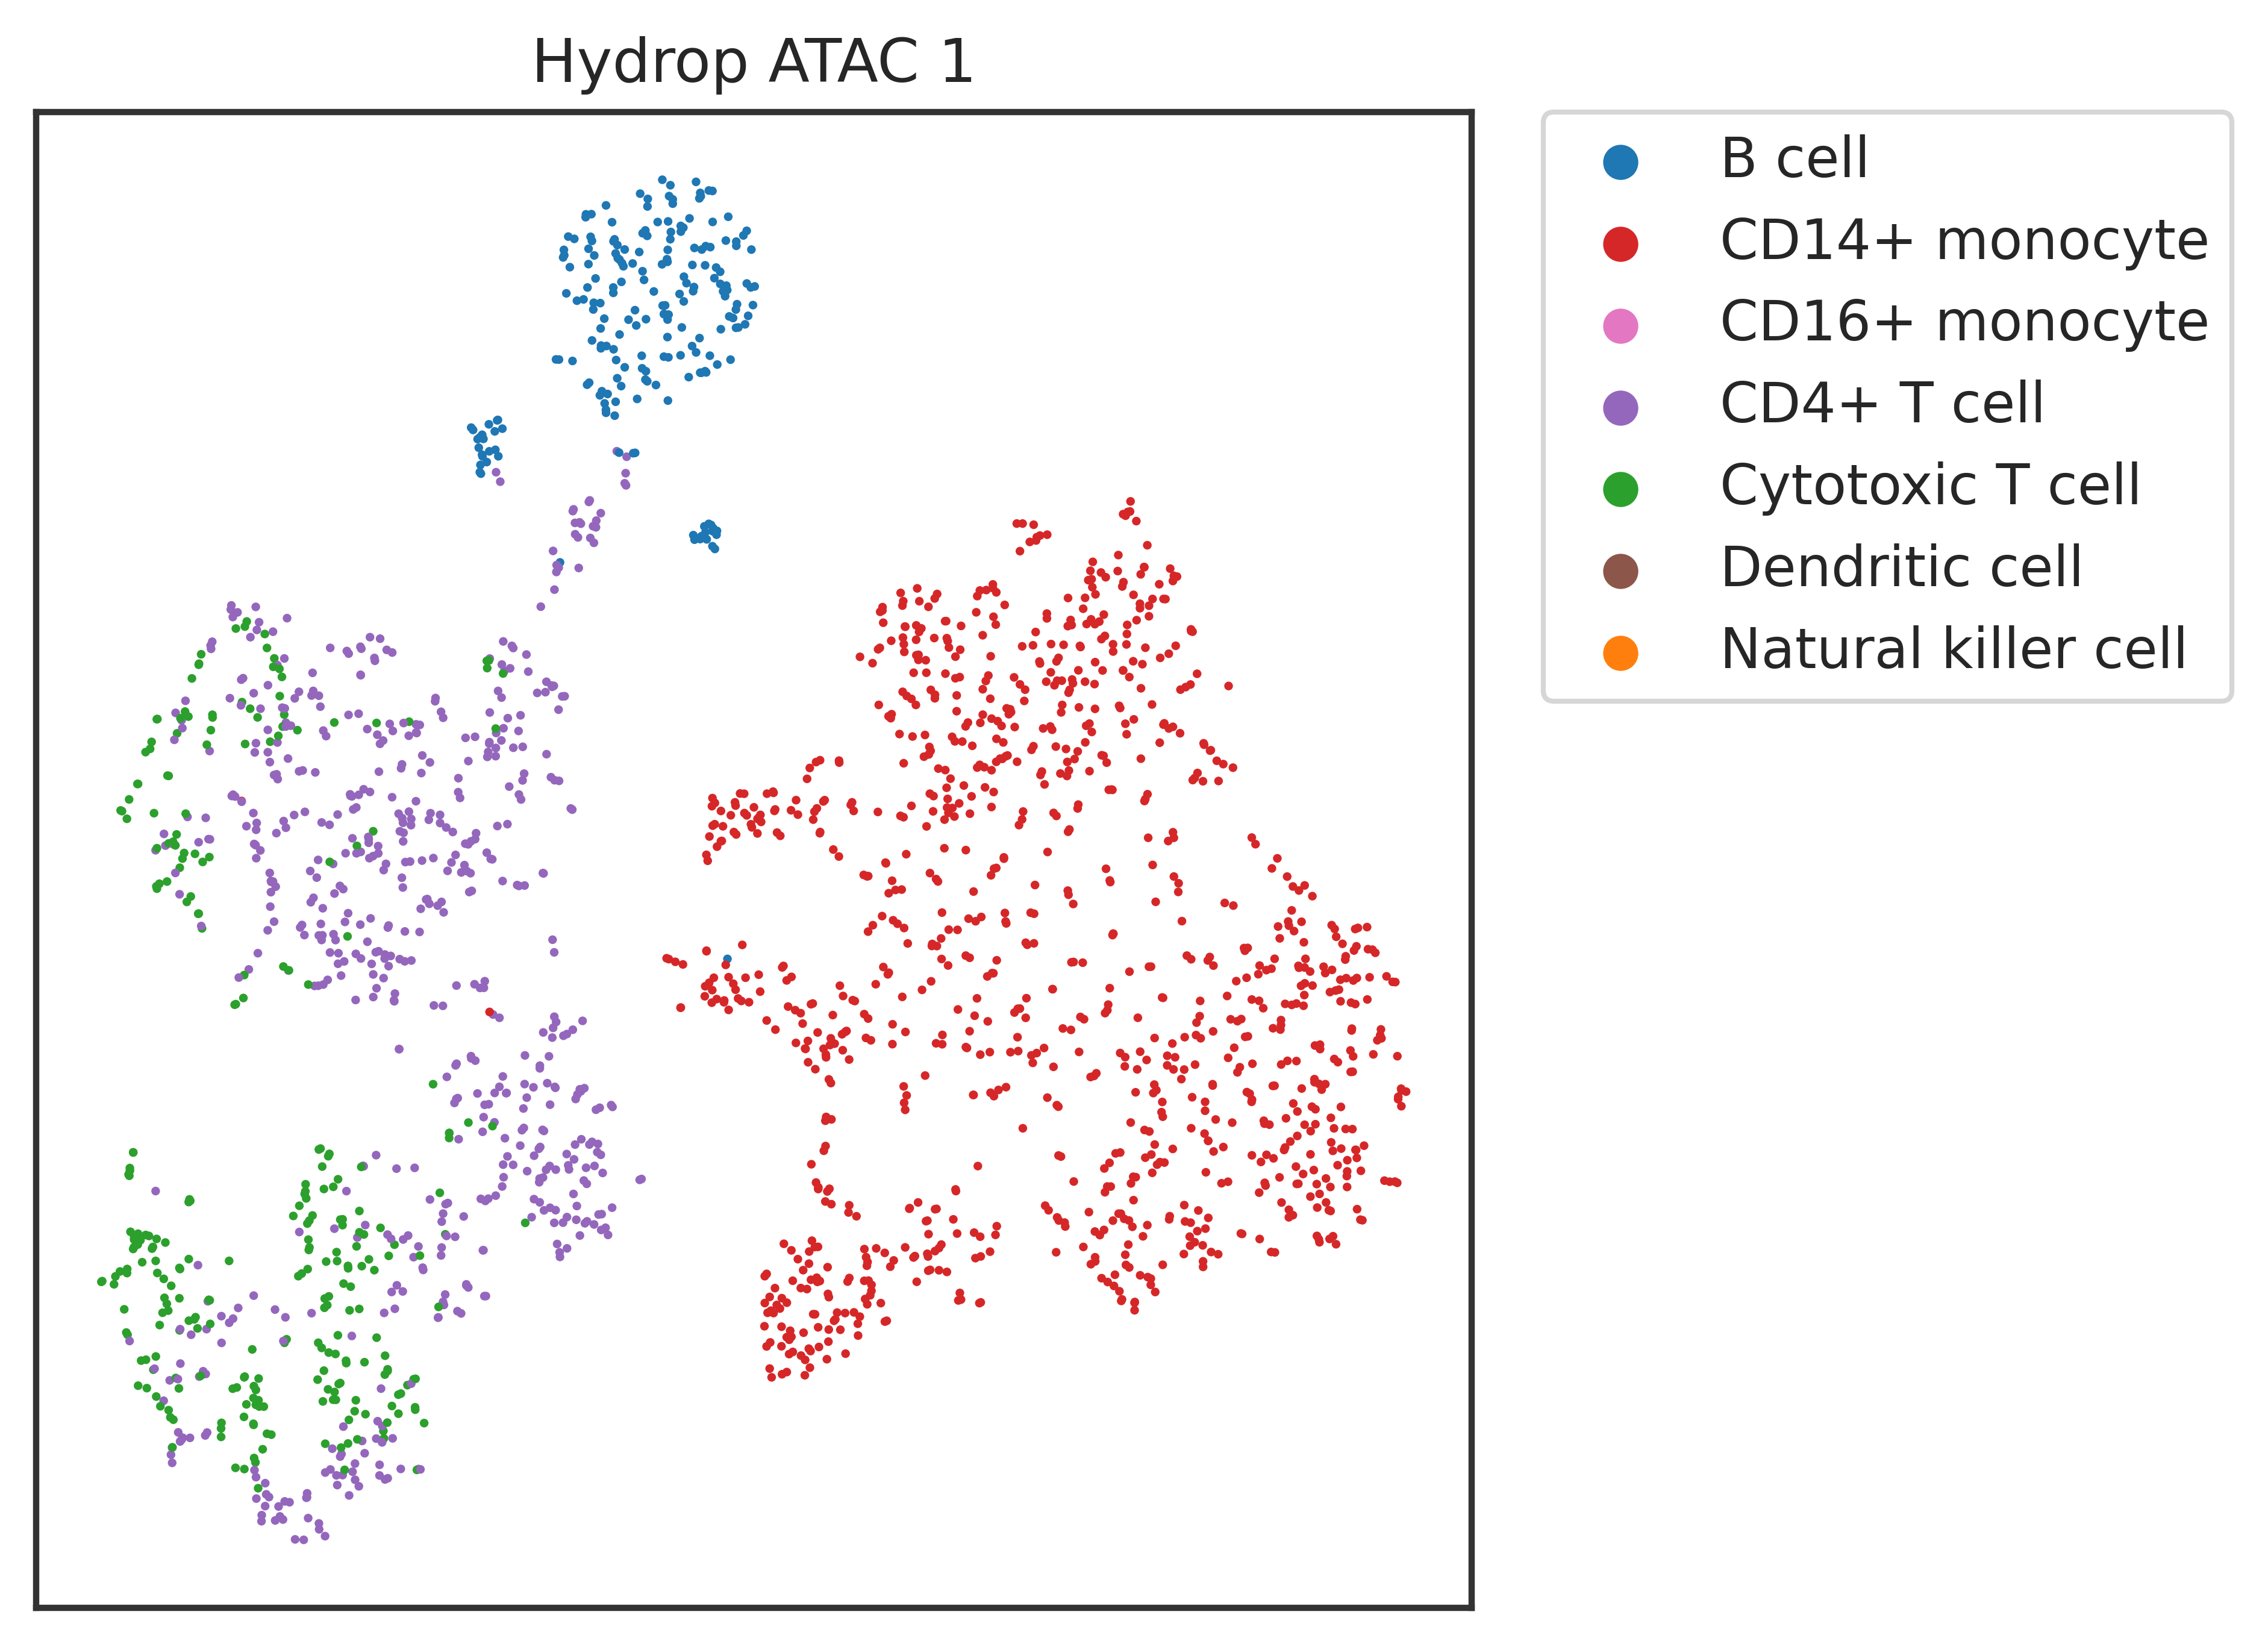 Hydrop ATAC 1
B cell
CD14+ monocyte
CD16+ monocyte
CD4+ T cell
Cytotoxic T cell
Dendritic cell
Natural killer cell